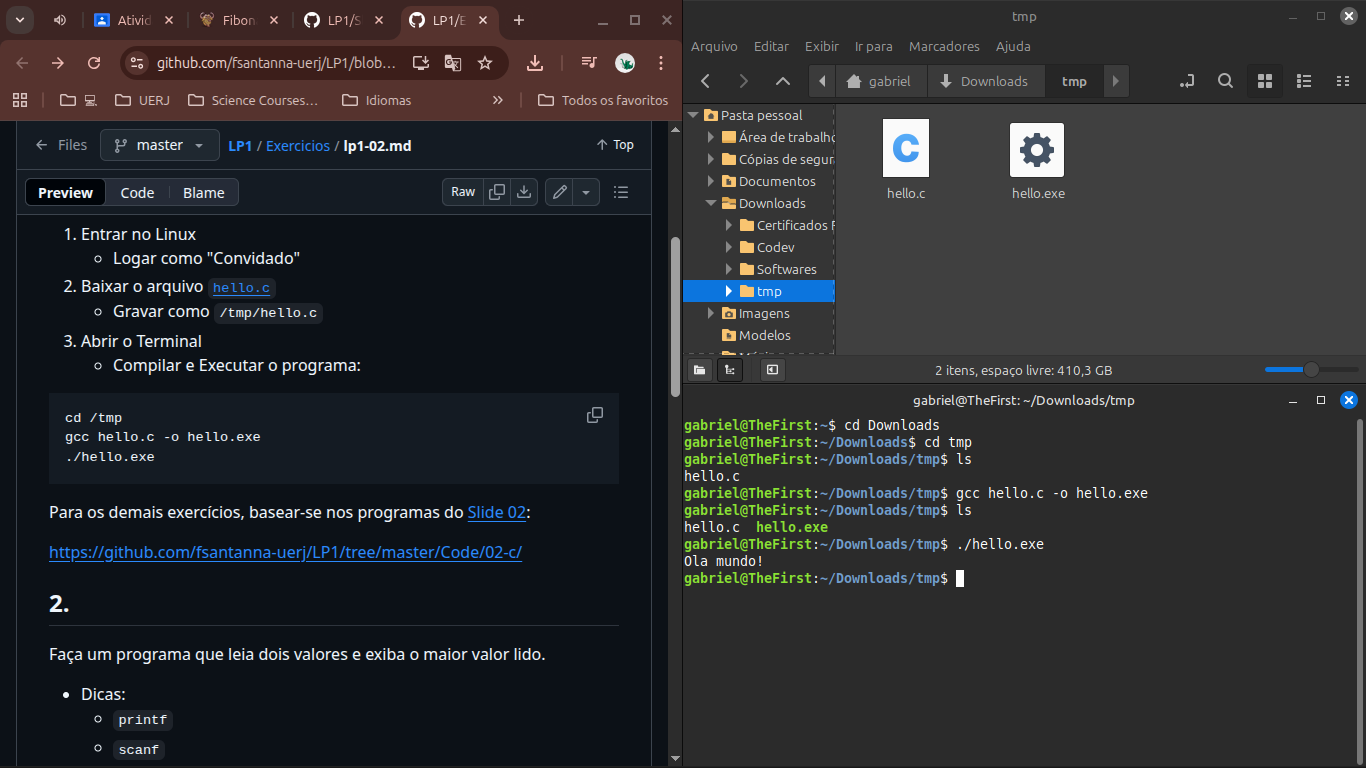 Ativid
Fibon
LP1/S
LP1/E
github.com/fsantanna-uerj/LP1/blob...
UERJ
Science Courses...
Idiomas
Todos os favoritos
Files
master
LP1 / Exercicios / lp1-02.md
Top
Preview
Code
Blame
Raw
1. Entrar no Linux
Logar como "Convidado"
2. Baixar o arquivo hello.c
Gravar como /tmp/hello.c
3. Abrir o Terminal
Compilar e Executar o programa:
cd /tmp
gcc hello.c -o hello.exe
./hello.exe
Para os demais exercícios, basear-se nos programas do Slide 02:
https://github.com/fsantanna-uerj/LP1/tree/master/Code/02-c/
2.
Faça um programa que leia dois valores e exiba o maior valor lido.
Dicas:
printf
scanf
tmp
Arquivo Editar Exibir Ir para Marcadores Ajuda
gabriel
Downloads
tmp
Pasta pessoal
Área de trabalho
Cópias de segur
Documentos
Downloads
Certificados
Codev
Softwares
tmp
Imagens
Modelos
hello.c
hello.exe
2 itens, espaço livre: 410,3 GB
gabriel@TheFirst: ~/Downloads/tmp
gabriel@TheFirst:~$ cd Downloads
gabriel@TheFirst:~/Downloads$ cd tmp
gabriel@TheFirst:~/Downloads/tmp$ ls
hello.c
gabriel@TheFirst:~/Downloads/tmp$ gcc hello.c -o hello.exe
gabriel@TheFirst:~/Downloads/tmp$ ls
hello.c  hello.exe
gabriel@TheFirst:~/Downloads/tmp$ ./hello.exe
Ola mundo!
gabriel@TheFirst:~/Downloads/tmp$